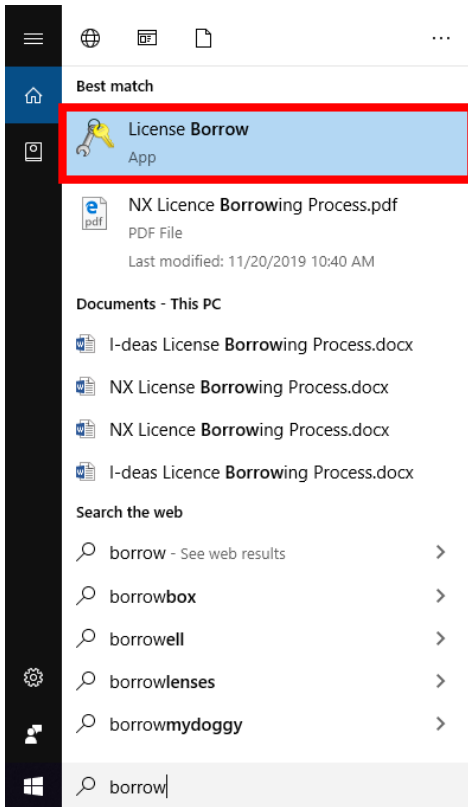 Best match
License Borrow
App
NX Licence Borrowing Process.pdf
pdf
PDF File
Last modified: 11/20/2019 10:40 AM
Documents - This PC
I-deas License Borrowing Process.docx
NX License Borrowing Process.docx
NX Licence Borrowing Process.docx
I-deas Licence Borrowing Process.docx
Search the web
borrow - See web results
borrowbox
borrowell
borrowlenses
borrowmydoggy
borrow